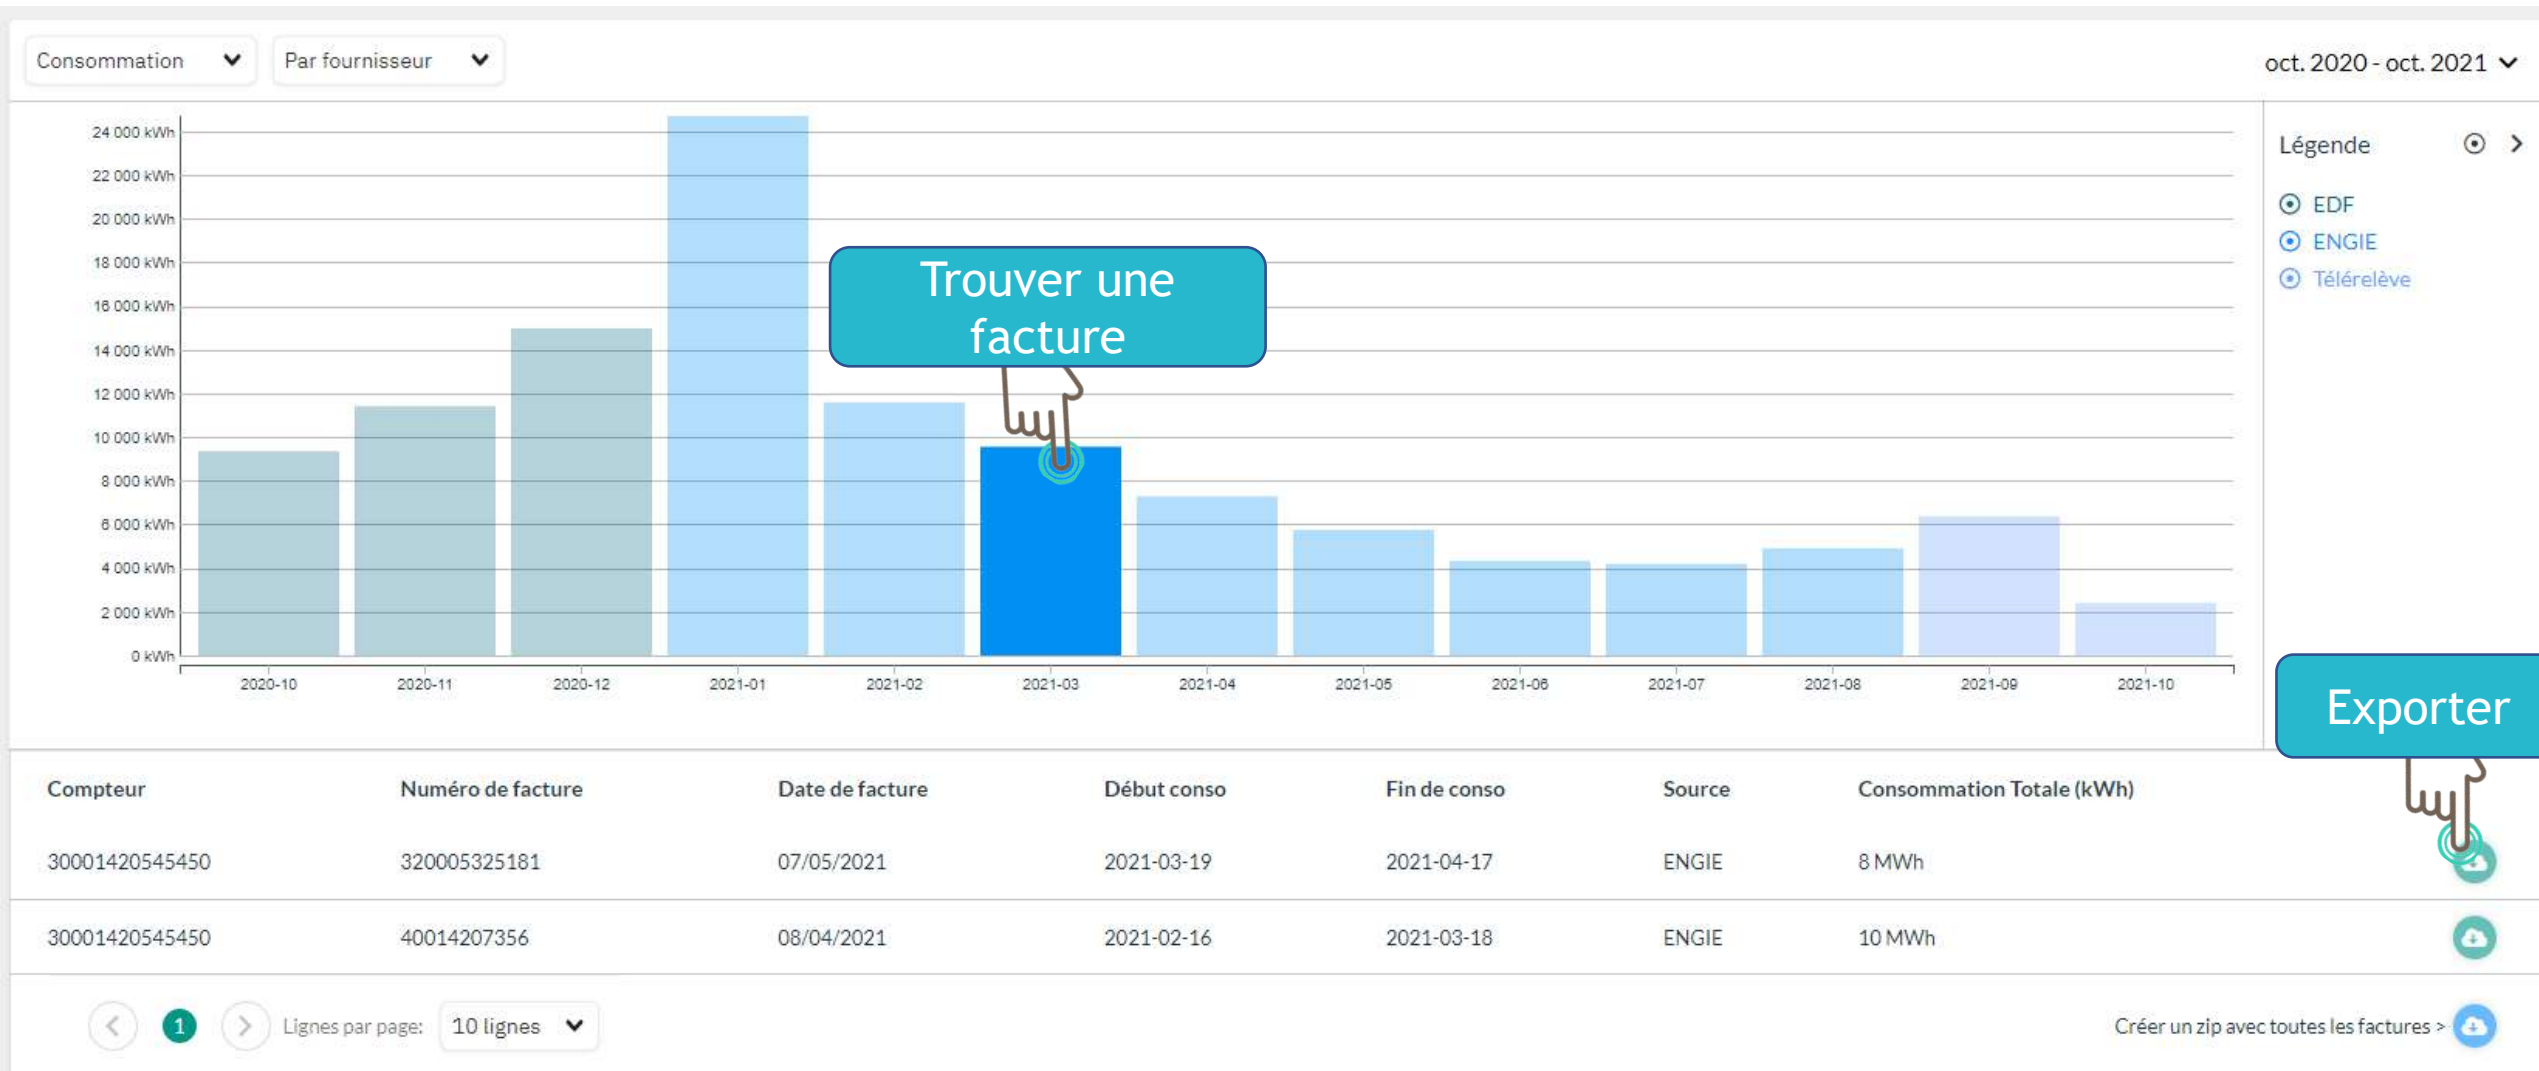 Consommation
Par fournisseur
oct. 2020 - oct. 2021
24 000 kWh
22 000 kWh
20 000 kWh
18 000 kWh
16 000 kWh
14 000 kWh
12 000 kWh
10 000 kWh
8 000 kWh
6 000 kWh
4 000 kWh
2 000 kWh
0 kWh
2020-10
2020-11
2020-12
2021-01
2021-02
2021-03
2021-04
2021-05
2021-06
2021-07
2021-08
2021-09
2021-10
Légende
EDF
ENGIE
Télérelève
Trouver une
facture
Exporter
Compteur Numéro de facture Date de facture Début conso Fin de conso Source Consommation Totale (kWh)
30001420545450 320005325181 07/05/2021 2021-03-19 2021-04-17 ENGIE 8 MWh
30001420545450 40014207356 08/04/2021 2021-02-16 2021-03-18 ENGIE 10 MWh
< 1 > Lignes par page: 10 lignes
Créer un zip avec toutes les factures >